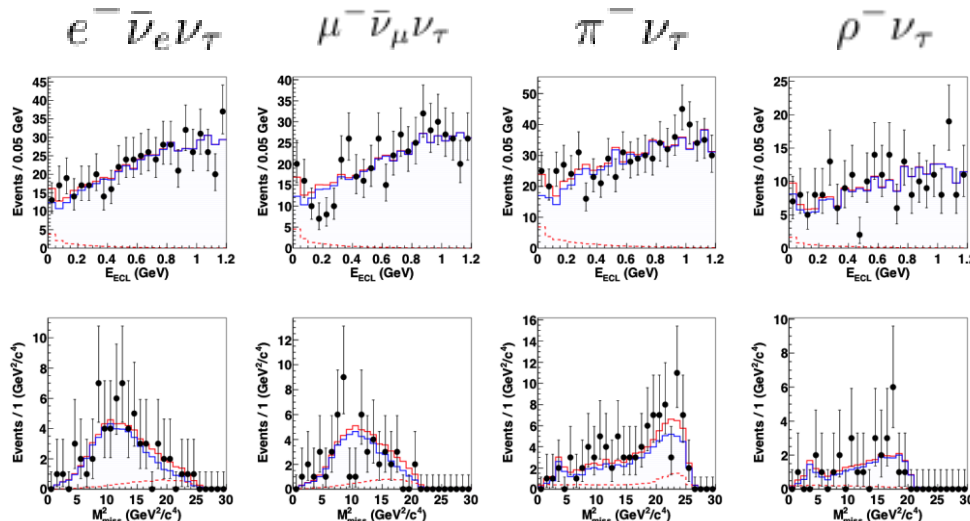 e⁻ ν̄ₑν_τ μ⁻ ν̄_μν_τ π⁻ ν_τ ρ⁻ ν_τ
45 40 35 30 25 20 15 10 5 0
Events / 0.05 GeV
0 0.2 0.4 0.6 0.8 1 1.2
E_ECL (GeV)
40 35 30 25 20 15 10 5 0
Events / 0.05 GeV
0 0.2 0.4 0.6 0.8 1 1.2
E_ECL (GeV)
50 40 30 20 10 0
Events / 0.05 GeV
0 0.2 0.4 0.6 0.8 1 1.2
E_ECL (GeV)
25 20 15 10 5 0
Events / 0.05 GeV
0 0.2 0.4 0.6 0.8 1 1.2
E_ECL (GeV)
10 8 6 4 2 0
Events / 1 (GeV²/c⁴)
0 5 10 15 20 25 30
M²_miss (GeV²/c⁴)
12 10 8 6 4 2 0
Events / 1 (GeV²/c⁴)
0 5 10 15 20 25 30
M²_miss (GeV²/c⁴)
16 14 12 10 8 6 4 2 0
Events / 1 (GeV²/c⁴)
0 5 10 15 20 25 30
M²_miss (GeV²/c⁴)
10 8 6 4 2 0
Events / 1 (GeV²/c⁴)
0 5 10 15 20 25 30
M²_miss (GeV²/c⁴)